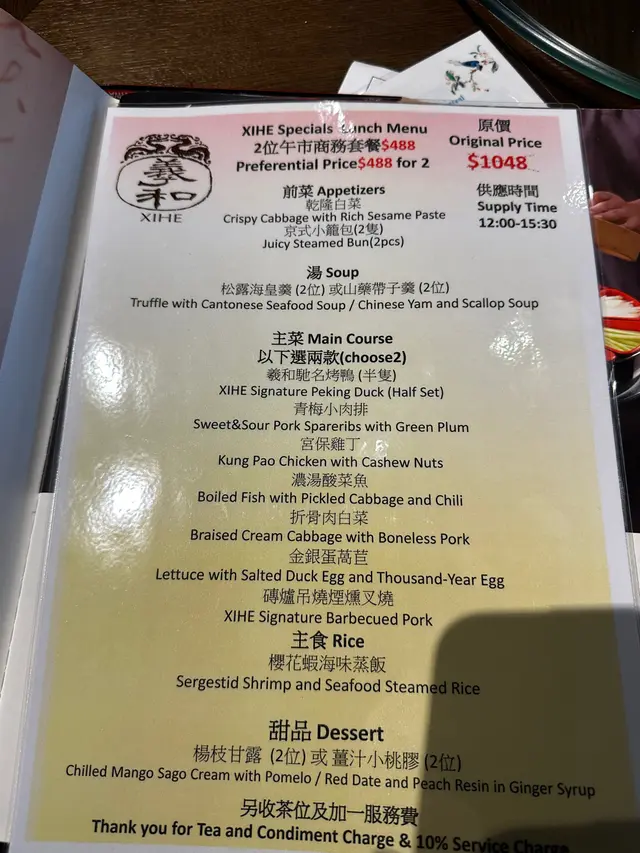 義和
XIHE
XIHE Specials Lunch Menu
2位午市商務套餐$488
Preferential Price$488 for 2
原價
Original Price
$1048
供應時間
Supply Time
12:00-15:30
前菜 Appetizers
乾隆白菜
Crispy Cabbage with Rich Sesame Paste
京式小籠包(2隻)
Juicy Steamed Bun(2pcs)
湯 Soup
松露海皇羹 (2位) 或山藥帶子羹 (2位)
Truffle with Cantonese Seafood Soup / Chinese Yam and Scallop Soup
主菜 Main Course
以下選兩款(choose2)
羲和馳名烤鴨 (半隻)
XIHE Signature Peking Duck (Half Set)
青梅小肉排
Sweet&Sour Pork Spareribs with Green Plum
宮保雞丁
Kung Pao Chicken with Cashew Nuts
濃湯酸菜魚
Boiled Fish with Pickled Cabbage and Chili
折骨肉白菜
Braised Cream Cabbage with Boneless Pork
金銀蛋萵苣
Lettuce with Salted Duck Egg and Thousand-Year Egg
磚爐吊燒煙燻叉燒
XIHE Signature Barbecued Pork
主食 Rice
櫻花蝦海味蒸飯
Sergestid Shrimp and Seafood Steamed Rice
甜品 Dessert
楊枝甘露 (2位) 或 薑汁小桃膠 (2位)
Chilled Mango Sago Cream with Pomelo / Red Date and Peach Resin in Ginger Syrup
另收茶位及加一服務費
Thank you for Tea and Condiment Charge & 10% Service Charge